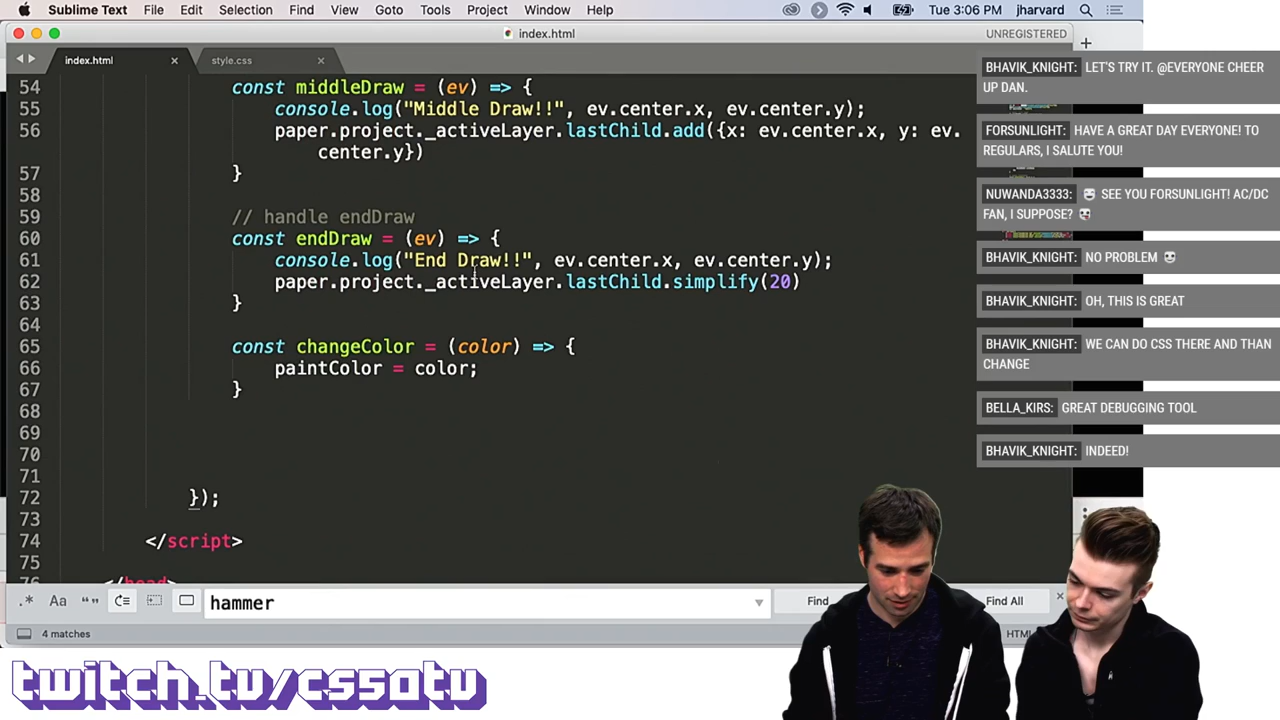 Sublime Text File Edit Selection Find View Goto Tools Project Window Help Tue 3:06 PM jharvard
index.html UNREGISTERED
index.html × style.css ×
54 const middleDraw = (ev) => {
55 console.log("Middle Draw!!", ev.center.x, ev.center.y);
56 paper.project._activeLayer.lastChild.add({x: ev.center.x, y: ev.
center.y})
57 }
58
59 // handle endDraw
60 const endDraw = (ev) => {
61 console.log("End Draw!!", ev.center.x, ev.center.y);
62 paper.project._activeLayer.lastChild.simplify(20)
63 }
64
65 const changeColor = (color) => {
66 paintColor = color;
67 }
68
69
70
71
72 });
73
74 </script>
75
76 </head>
.* Aa “” hammer Find Find All ×
4 matches HTML
BHAVIK_KNIGHT: LET'S TRY IT. @EVERYONE CHEER
UP DAN.
FORSUNLIGHT: HAVE A GREAT DAY EVERYONE! TO
REGULARS, I SALUTE YOU!
NUWANDA3333: SEE YOU FORSUNLIGHT! AC/DC
FAN, I SUPPOSE?
BHAVIK_KNIGHT: NO PROBLEM
BHAVIK_KNIGHT: OH, THIS IS GREAT
BHAVIK_KNIGHT: WE CAN DO CSS THERE AND THAN
CHANGE
BELLA_KIRS: GREAT DEBUGGING TOOL
BHAVIK_KNIGHT: INDEED!
twitch.tv/cs50tv